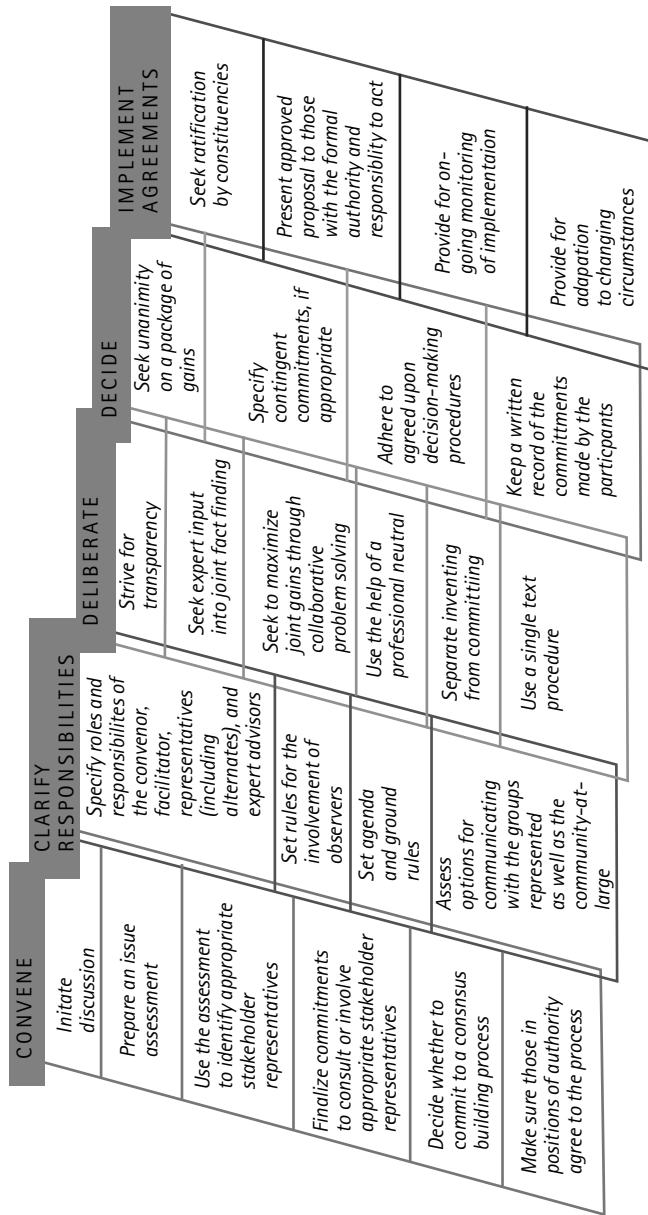 CONVENE
Initate
discussion
Prepare an issue
assessment
Use the assessment
to identify appropriate
stakeholder
representatives
Finalize commitments
to consult or involve
appropriate stakeholder
representatives
Decide whether to
commit to a consnsus
building process
Make sure those in
positions of authority
agree to the process
CLARIFY
RESPONSIBILITIES
Specify roles and
responsibilites of
the convenor,
facilitator,
representatives
(including
alternates), and
expert advisors
Set rules for the
involvement of
observers
Set agenda
and ground
rules
Assess
options for
communicating
with the groups
represented
as well as the
community-at-
large
DELIBERATE
Strive for
transparency
Seek expert input
into joint fact finding
Seek to maximize
joint gains through
collaborative
problem solving
Use the help of a
professional neutral
Separate inventing
from committiing
Use a single text
procedure
DECIDE
Seek unanimity
on a package of
gains
Specify
contingent
commitments, if
appropriate
Adhere to
agreed upon
decision-making
procedures
Keep a written
record of the
committments
made by the
particpants
IMPLEMENT
AGREEMENTS
Seek ratification
by constituencies
Present approved
proposal to those
with the formal
authority and
responsiblity to act
Provide for on-
going monitoring
of implementaion
Provide for
adapation
to changing
circumstances